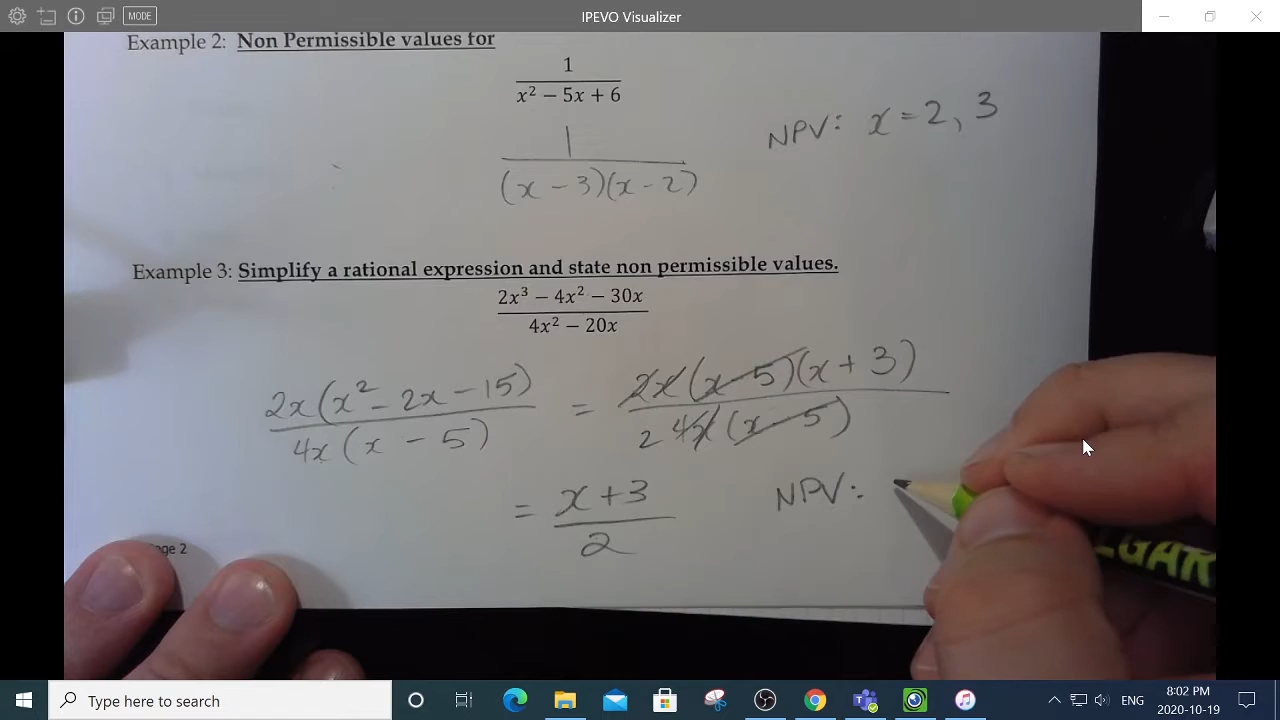 IPEVO Visualizer
MODE
Example 2: Non Permissible values for
1
x² − 5x + 6
1
(x − 3)(x − 2)
NPV: x = 2, 3
Example 3: Simplify a rational expression and state non permissible values.
2x³ − 4x² − 30x
4x² − 20x
2x(x² − 2x − 15) = 2x(x − 5)(x + 3)
4x(x − 5) 2 4x(x − 5)
= x + 3
2
NPV:
Page 2
LGAR
Type here to search
ENG
8:02 PM
2020-10-19